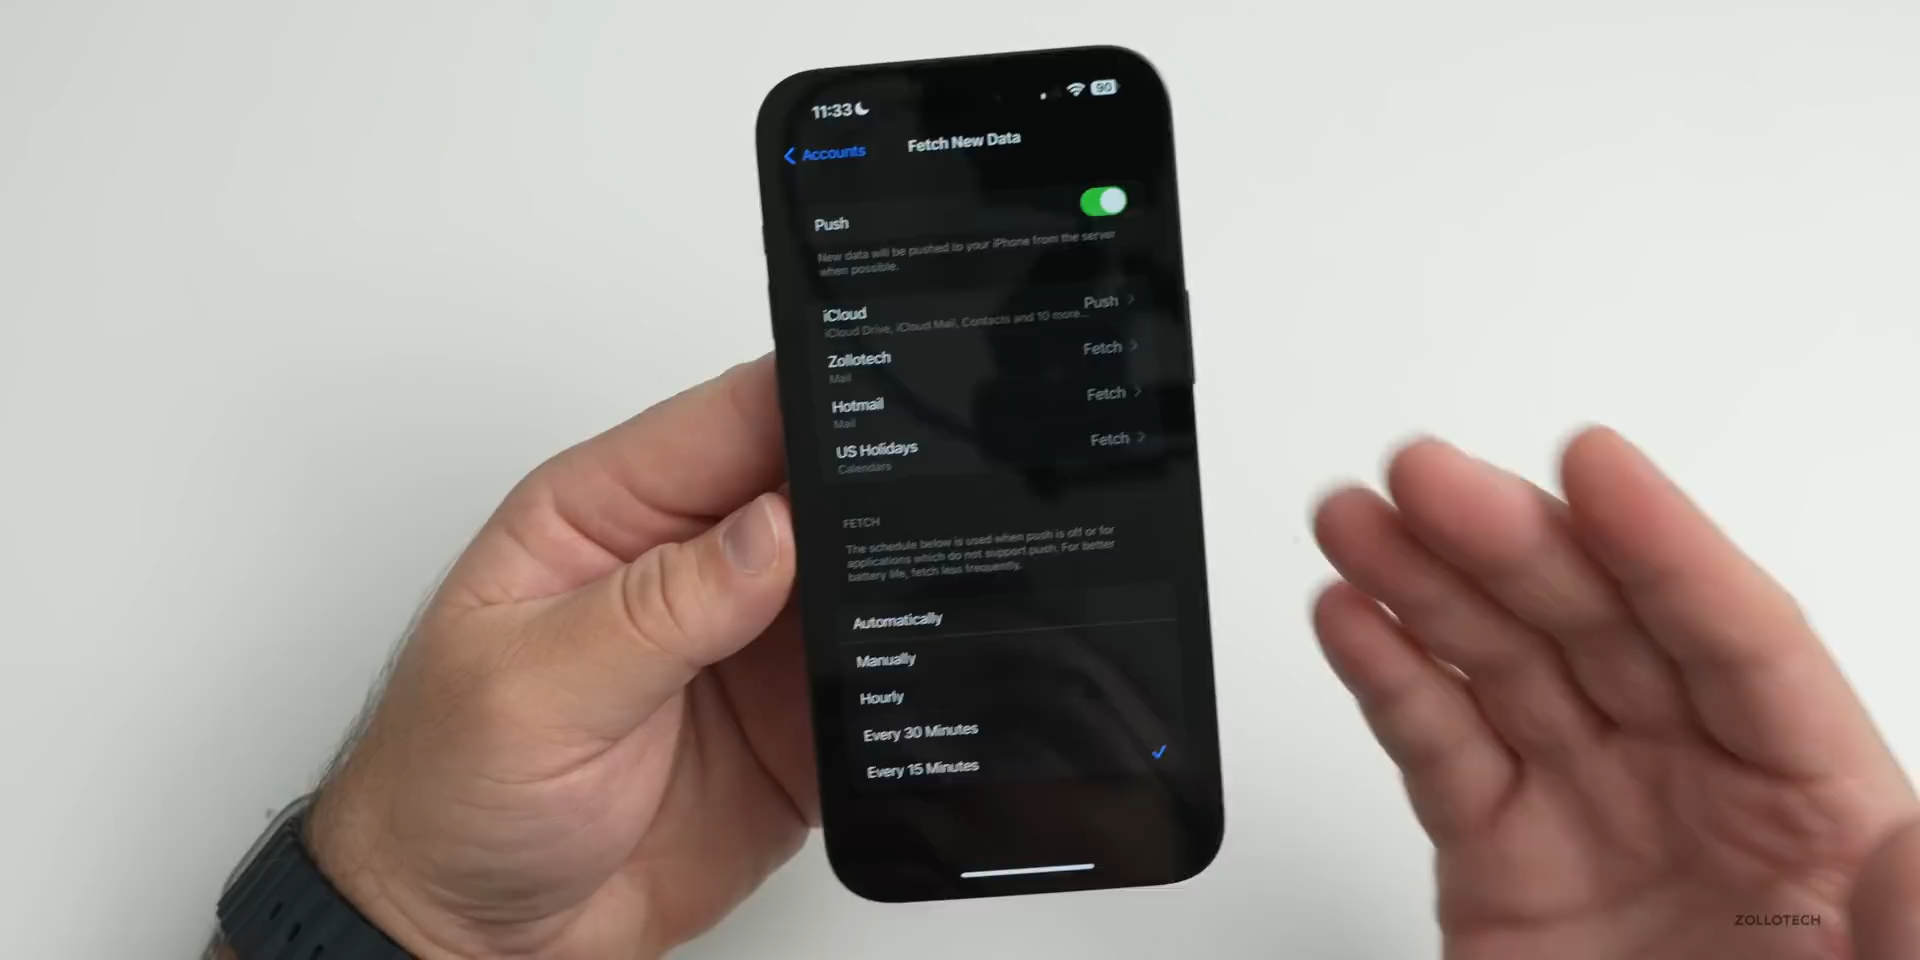 11:33
90
Accounts
Fetch New Data
Push
New data will be pushed to your iPhone from the server
when possible.
iCloud
Push
iCloud Drive, iCloud Mail, Contacts and 10 more...
Zollotech
Fetch
Mail
Hotmail
Fetch
Mail
US Holidays
Fetch
Calendars
FETCH
The schedule below is used when push is off or for
applications which do not support push. For better
battery life, fetch less frequently.
Automatically
Manually
Hourly
Every 30 Minutes
Every 15 Minutes
ZOLLOTECH